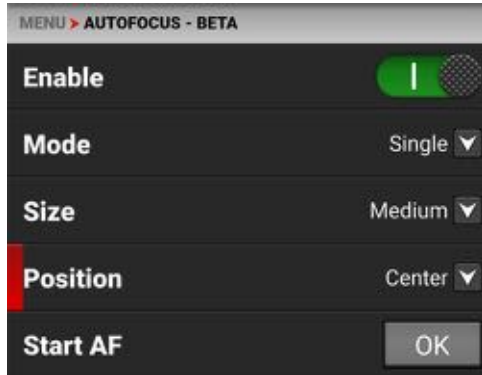 MENU > AUTOFOCUS - BETA
Enable
Mode Single
Size Medium
Position Center
Start AF OK